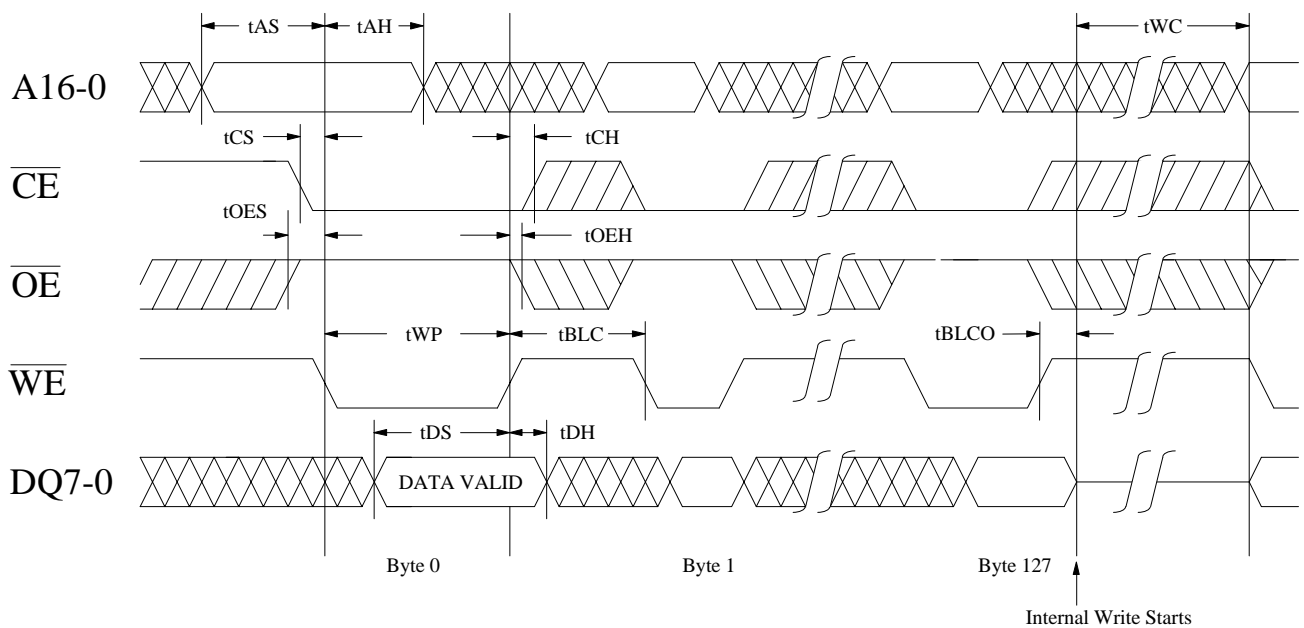 tAS tAH tWC
A16-0
tCS tCH
CE
tOES tOEH
OE
tWP tBLC tBLCO
WE
tDS tDH
DQ7-0 DATA VALID
Byte 0 Byte 1 Byte 127
Internal Write Starts